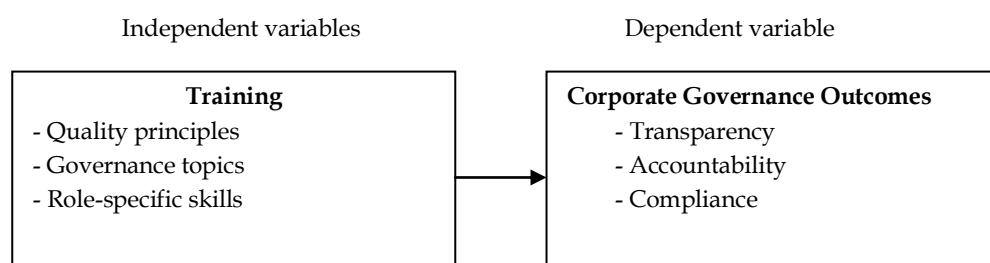 Independent variables
Dependent variable
Training
- Quality principles
- Governance topics
- Role-specific skills
Corporate Governance Outcomes
- Transparency
- Accountability
- Compliance